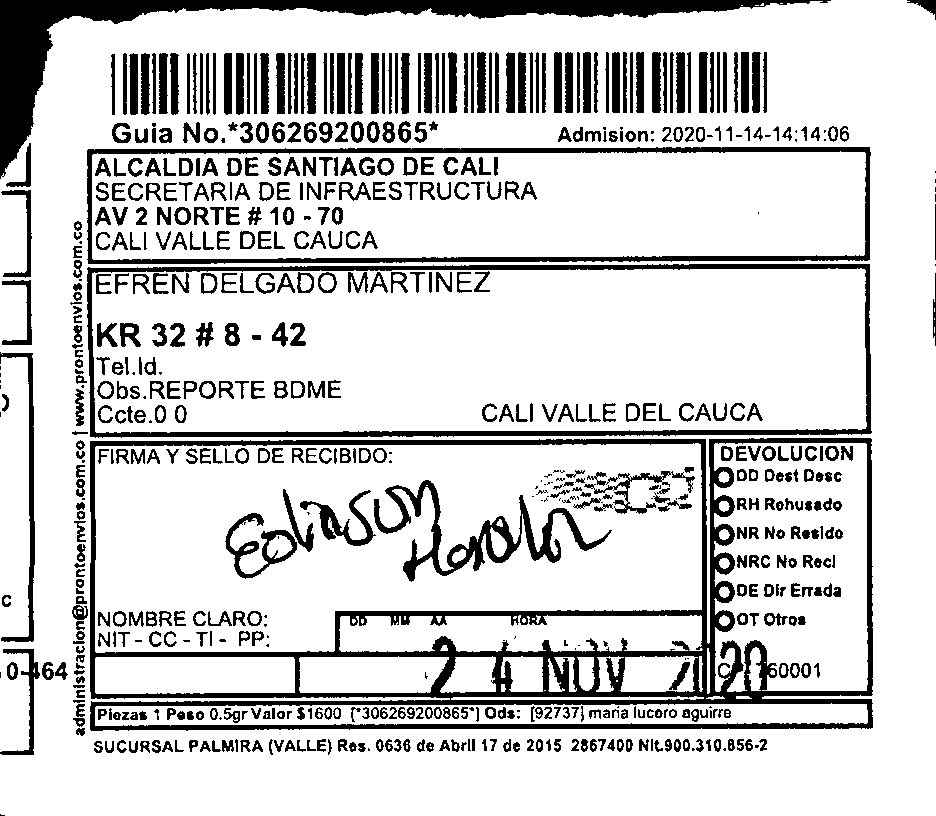 Guia No.*306269200865*
Admision: 2020-11-14-14:14:06
ALCALDIA DE SANTIAGO DE CALI
SECRETARIA DE INFRAESTRUCTURA
AV 2 NORTE # 10 - 70
CALI VALLE DEL CAUCA
EFREN DELGADO MARTINEZ
KR 32 # 8 - 42
Tel.Id.
Obs.REPORTE BDME
Ccte.0 0
CALI VALLE DEL CAUCA
administracion@prontoenvios.com.co | www.prontoenvios.com.co
FIRMA Y SELLO DE RECIBIDO:
DEVOLUCION
DD Dest Desc
RH Rehusado
NR No Resido
NRC No Recl
DE Dir Errada
OT Otros
NOMBRE CLARO:
NIT - CC - TI - PP:
DD MM AA HORA
24 NOV 2020
60001
0-464
c
Piezas 1 Peso 0.5gr Valor $1600 [*306269200865*] Ods: [92737] maria lucero aguirre
SUCURSAL PALMIRA (VALLE) Res. 0636 de Abril 17 de 2015 2867400 Nit.900.310.856-2